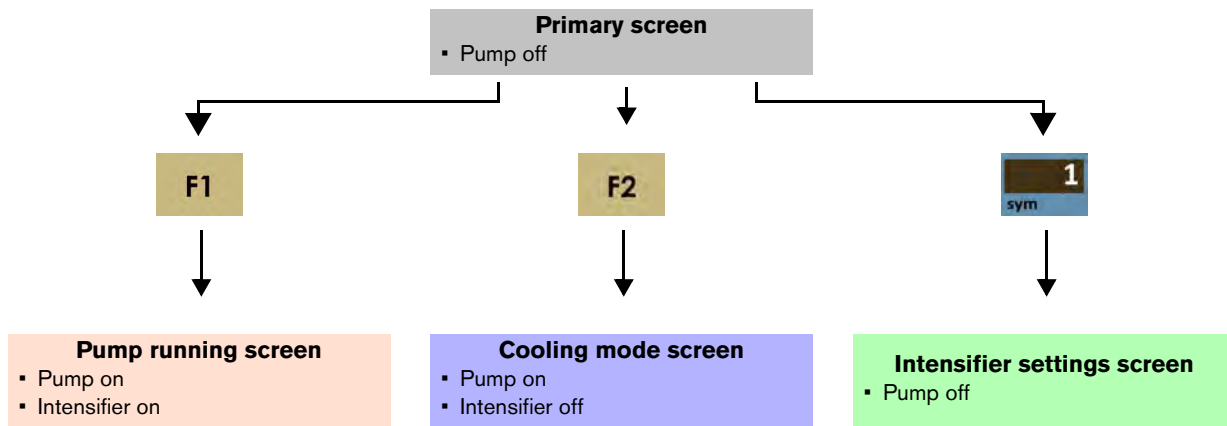 Primary screen
▪ Pump off
F1
F2
1
sym
Pump running screen
▪ Pump on
▪ Intensifier on
Cooling mode screen
▪ Pump on
▪ Intensifier off
Intensifier settings screen
▪ Pump off